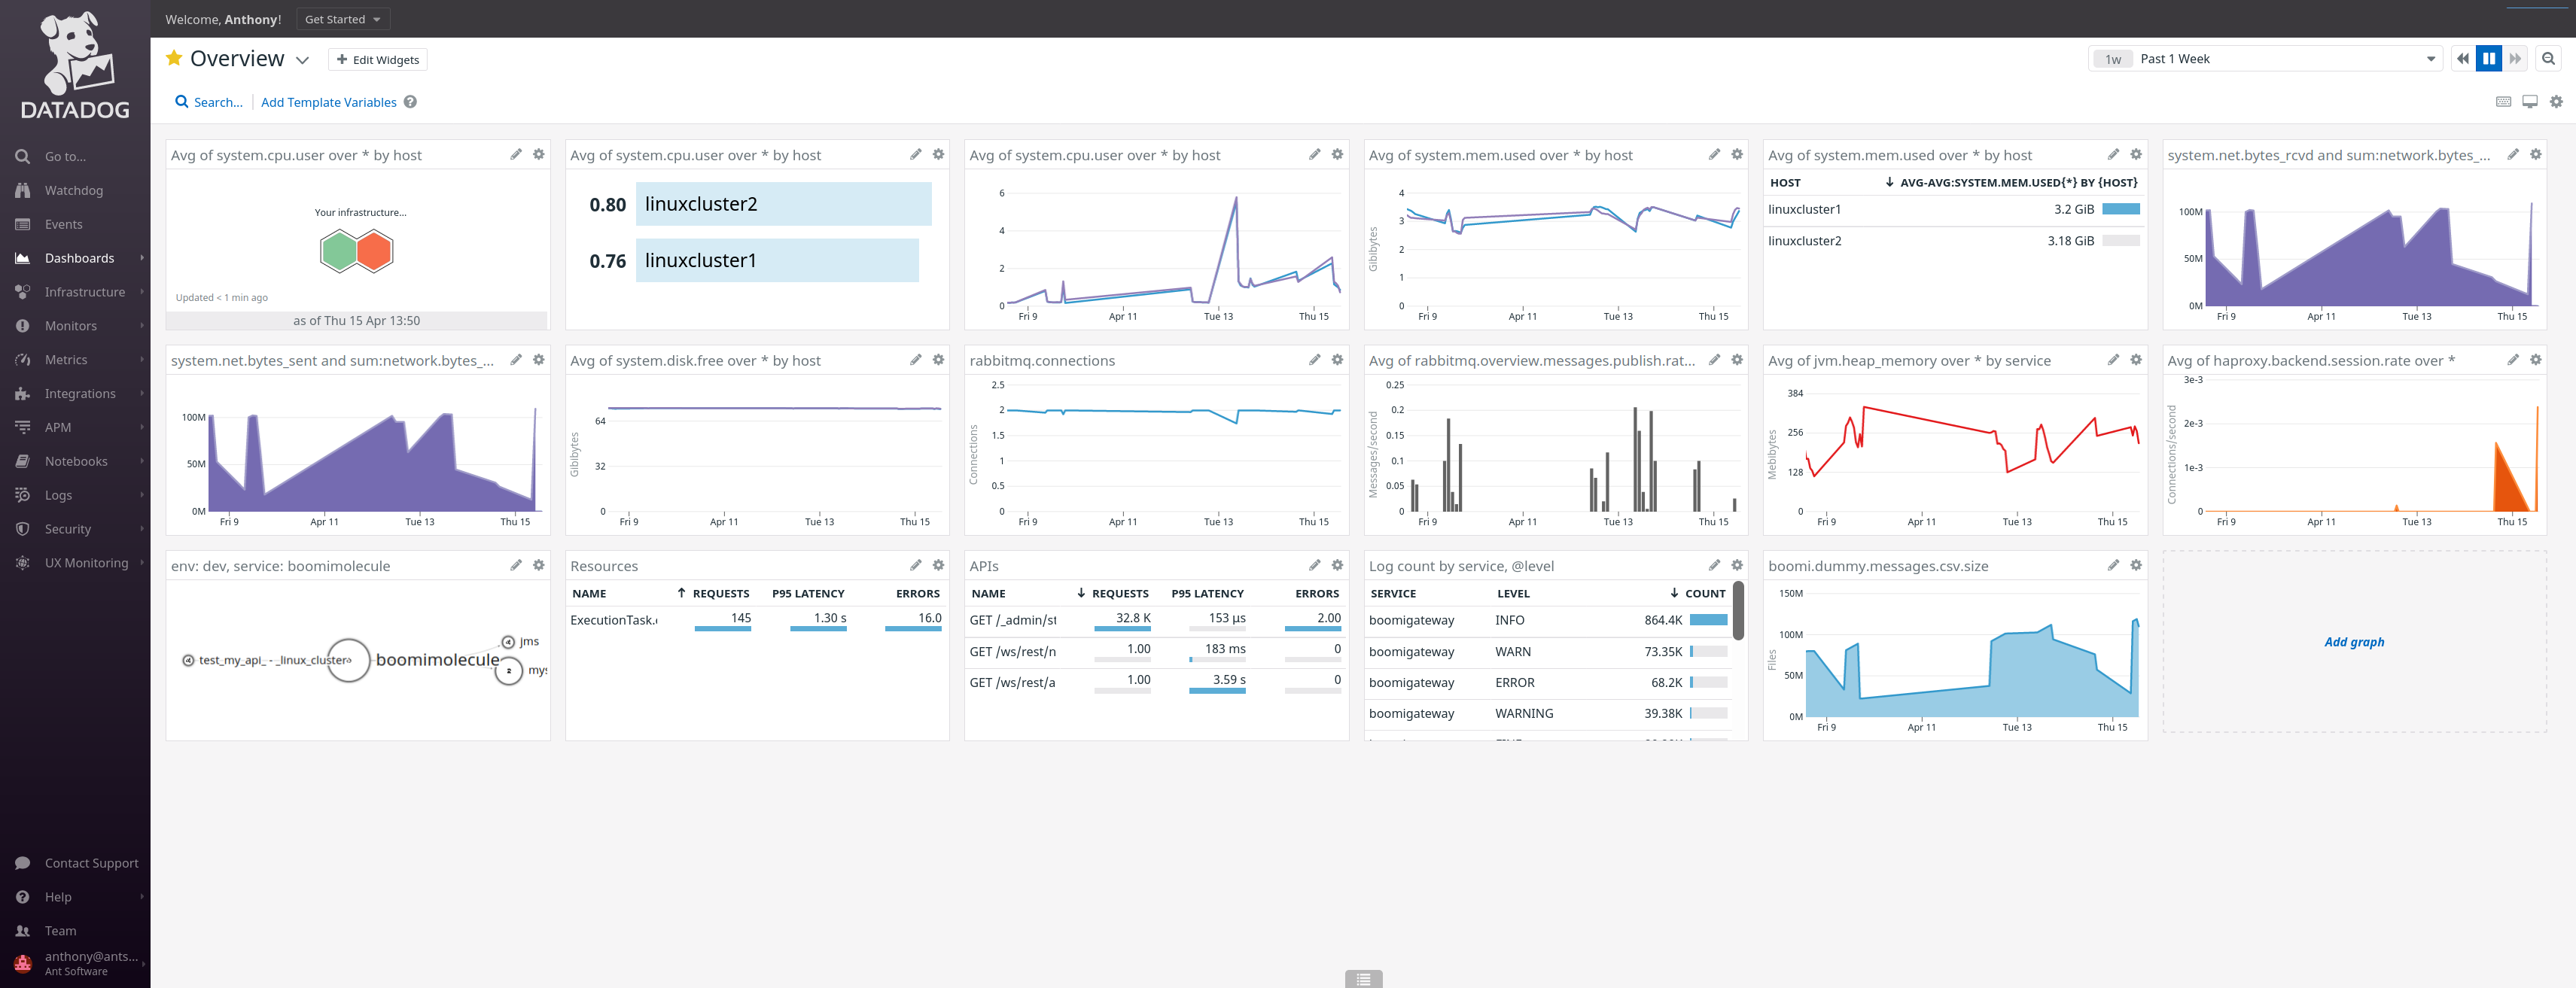 DATADOG
Go to...
Watchdog
Events
Dashboards
Infrastructure
Monitors
Metrics
Integrations
APM
Notebooks
Logs
Security
UX Monitoring
Contact Support
Help
Team
anthony@ants...
Ant Software
Welcome, Anthony!
Get Started
Overview
+ Edit Widgets
1w Past 1 Week
Search...
Add Template Variables
Avg of system.cpu.user over * by host
Your infrastructure...
Updated < 1 min ago
as of Thu 15 Apr 13:50
Avg of system.cpu.user over * by host
0.80 linuxcluster2
0.76 linuxcluster1
Avg of system.cpu.user over * by host
6
4
2
0
Fri 9 Apr 11 Tue 13 Thu 15
Avg of system.mem.used over * by host
Gibibytes
4
3
2
1
0
Fri 9 Apr 11 Tue 13 Thu 15
Avg of system.mem.used over * by host
HOST AVG-AVG:SYSTEM.MEM.USED{*} BY {HOST}
linuxcluster1 3.2 GiB
linuxcluster2 3.18 GiB
system.net.bytes_rcvd and sum:network.bytes_...
100M
50M
0M
Fri 9 Apr 11 Tue 13 Thu 15
system.net.bytes_sent and sum:network.bytes_...
100M
50M
0M
Fri 9 Apr 11 Tue 13 Thu 15
Avg of system.disk.free over * by host
Gibibytes
64
32
0
Fri 9 Apr 11 Tue 13 Thu 15
rabbitmq.connections
Connections
2.5
2
1.5
1
0.5
0
Fri 9 Apr 11 Tue 13 Thu 15
Avg of rabbitmq.overview.messages.publish.rat...
Messages/second
0.25
0.2
0.15
0.1
0.05
0
Fri 9 Apr 11 Tue 13 Thu 15
Avg of jvm.heap_memory over * by service
Mebibytes
384
256
128
0
Fri 9 Apr 11 Tue 13 Thu 15
Avg of haproxy.backend.session.rate over *
Connections/second
3e-3
2e-3
1e-3
0
Fri 9 Apr 11 Tue 13 Thu 15
env: dev, service: boomimolecule
test_my_api_-_linux_cluster
boomimolecule
jms
2
mys
Resources
NAME REQUESTS P95 LATENCY ERRORS
ExecutionTask. 145 1.30 s 16.0
APIs
NAME REQUESTS P95 LATENCY ERRORS
GET /_admin/st 32.8 K 153 µs 2.00
GET /ws/rest/n 1.00 183 ms 0
GET /ws/rest/a 1.00 3.59 s 0
Log count by service, @level
SERVICE LEVEL COUNT
boomigateway INFO 864.4K
boomigateway WARN 73.35K
boomigateway ERROR 68.2K
boomigateway WARNING 39.38K
boomi.dummy.messages.csv.size
Files
150M
100M
50M
0M
Fri 9 Apr 11 Tue 13 Thu 15
Add graph